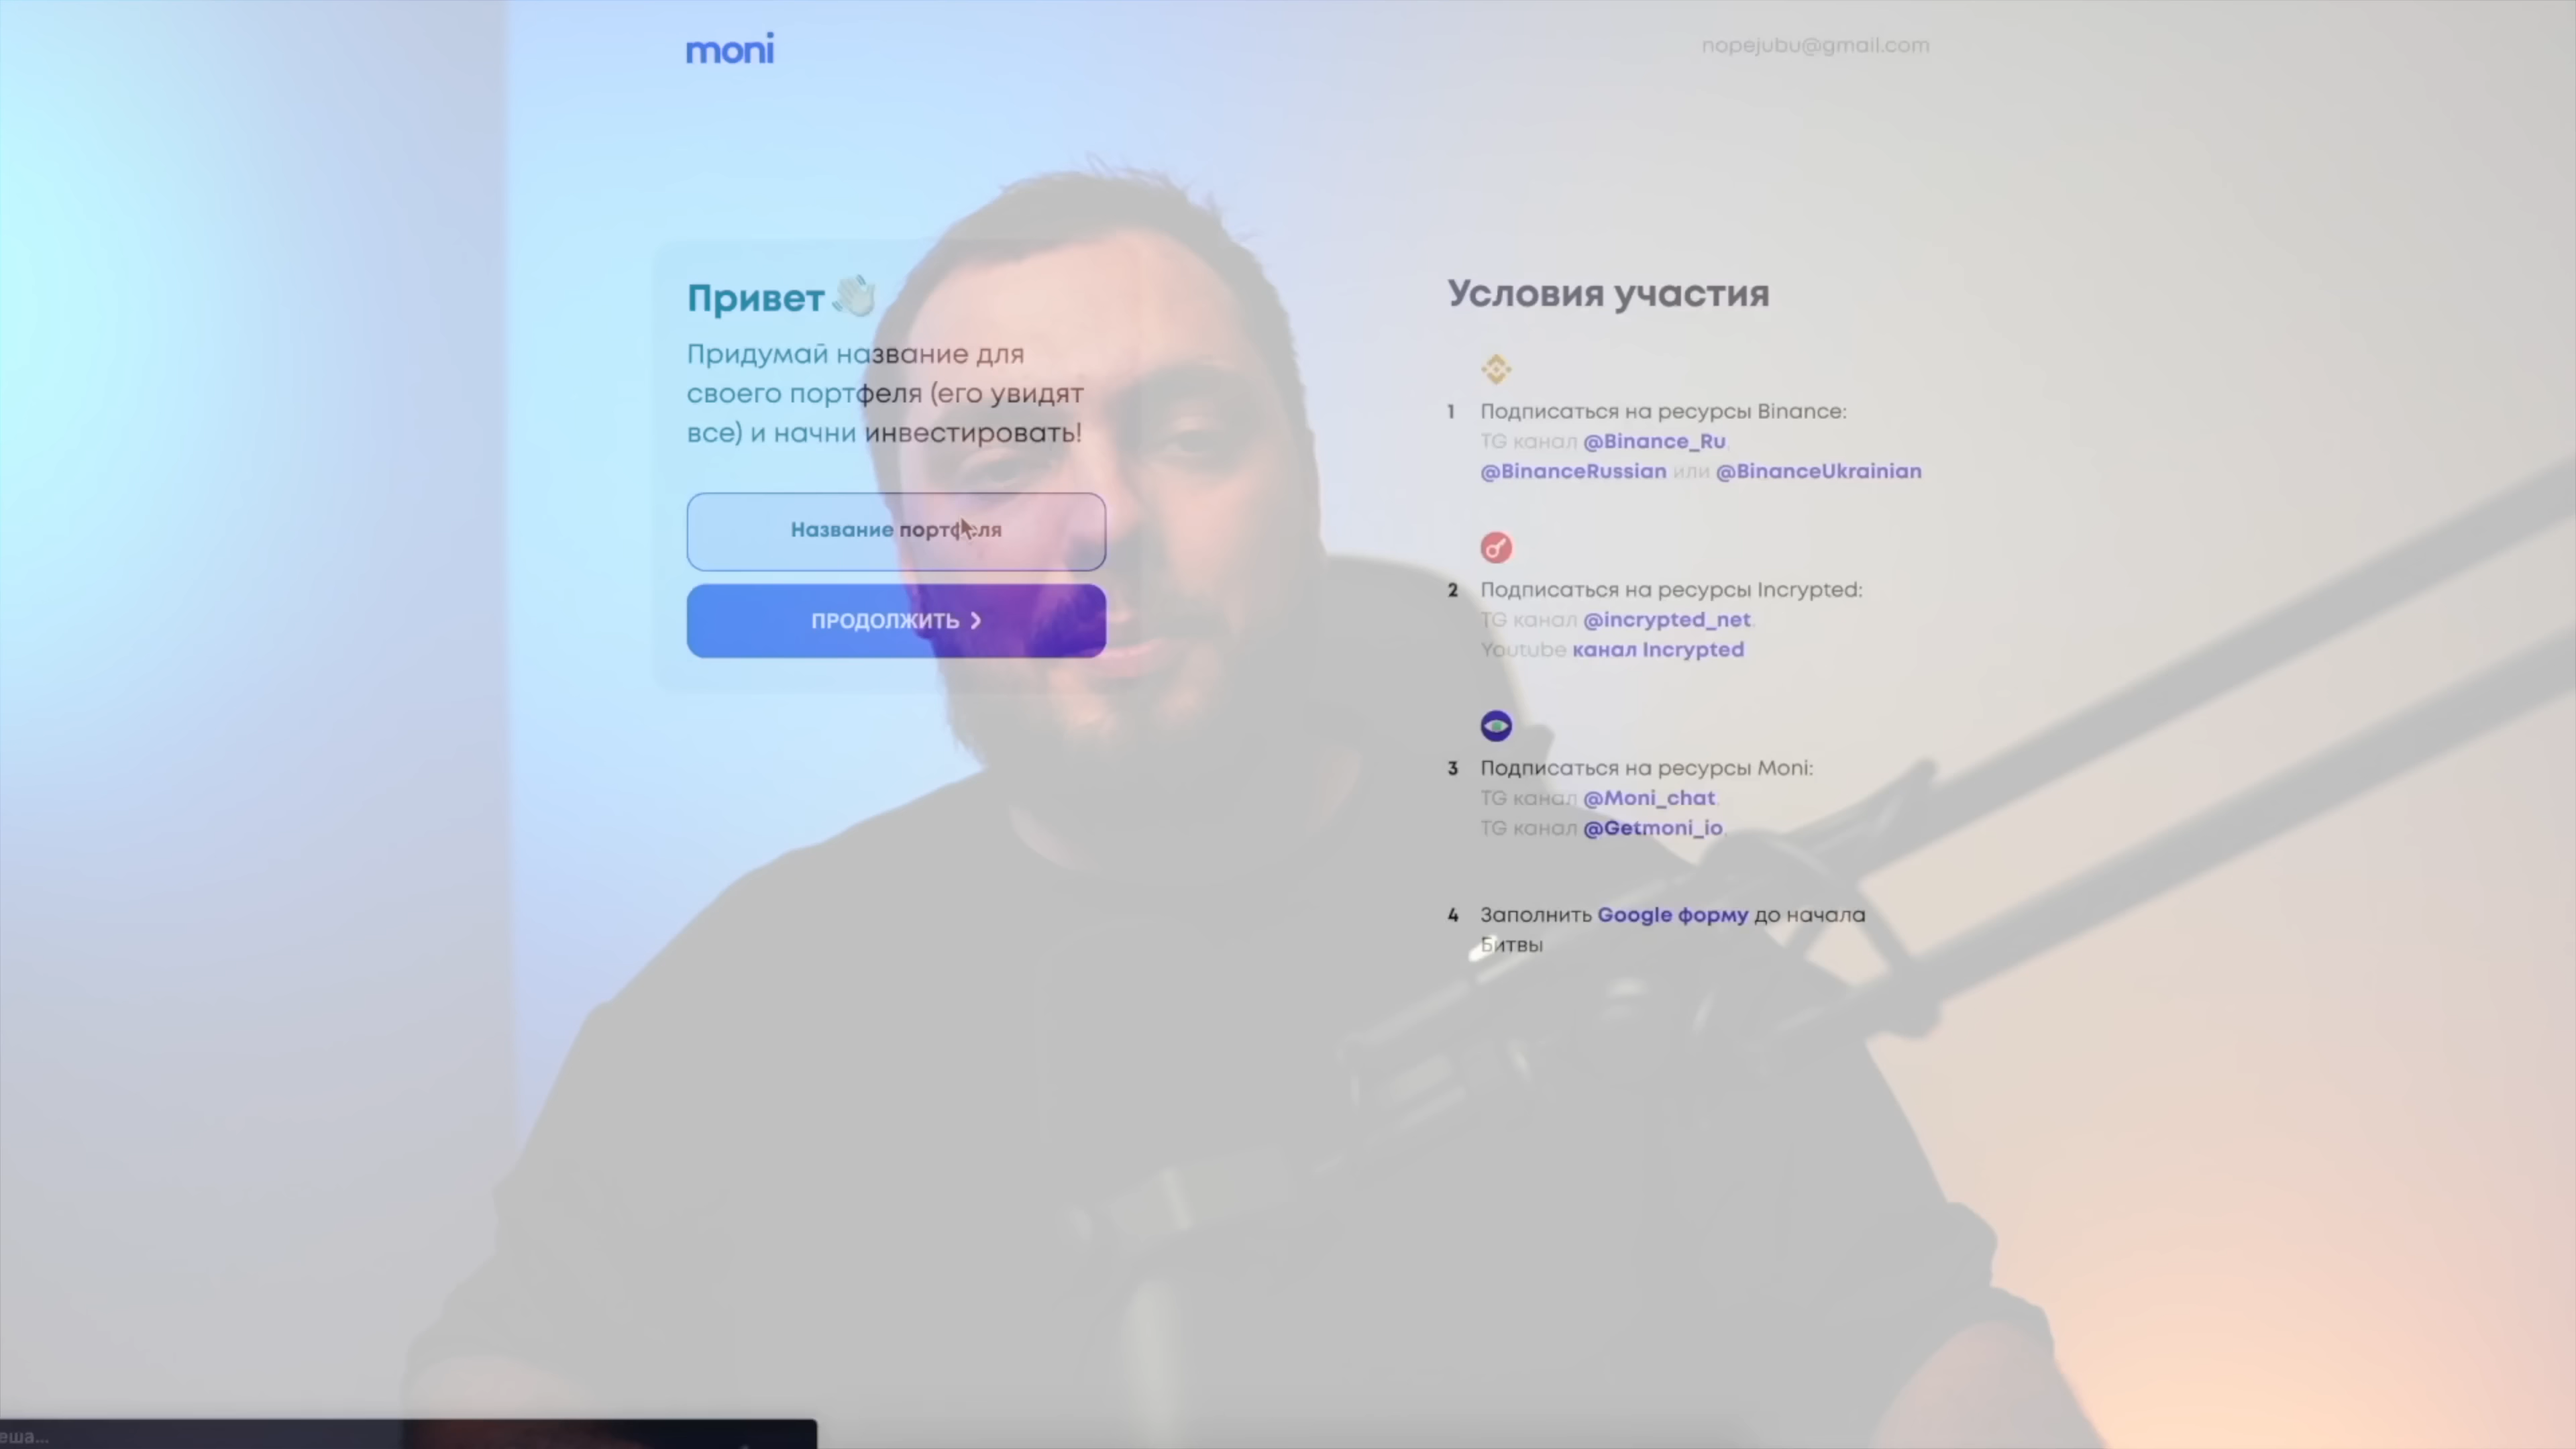 moni
nopejubu@gmail.com
Привет
Придумай название для
своего портфеля (его увидят
все) и начни инвестировать!
Название портфеля
ПРОДОЛЖИТЬ >
Условия участия
1 Подписаться на ресурсы Binance:
TG канал @Binance_Ru,
@BinanceRussian или @BinanceUkrainian
2 Подписаться на ресурсы Incrypted:
TG канал @incrypted_net,
Youtube канал Incrypted
3 Подписаться на ресурсы Moni:
TG канал @Moni_chat,
TG канал @Getmoni_io,
4 Заполнить Google форму до начала
Битвы